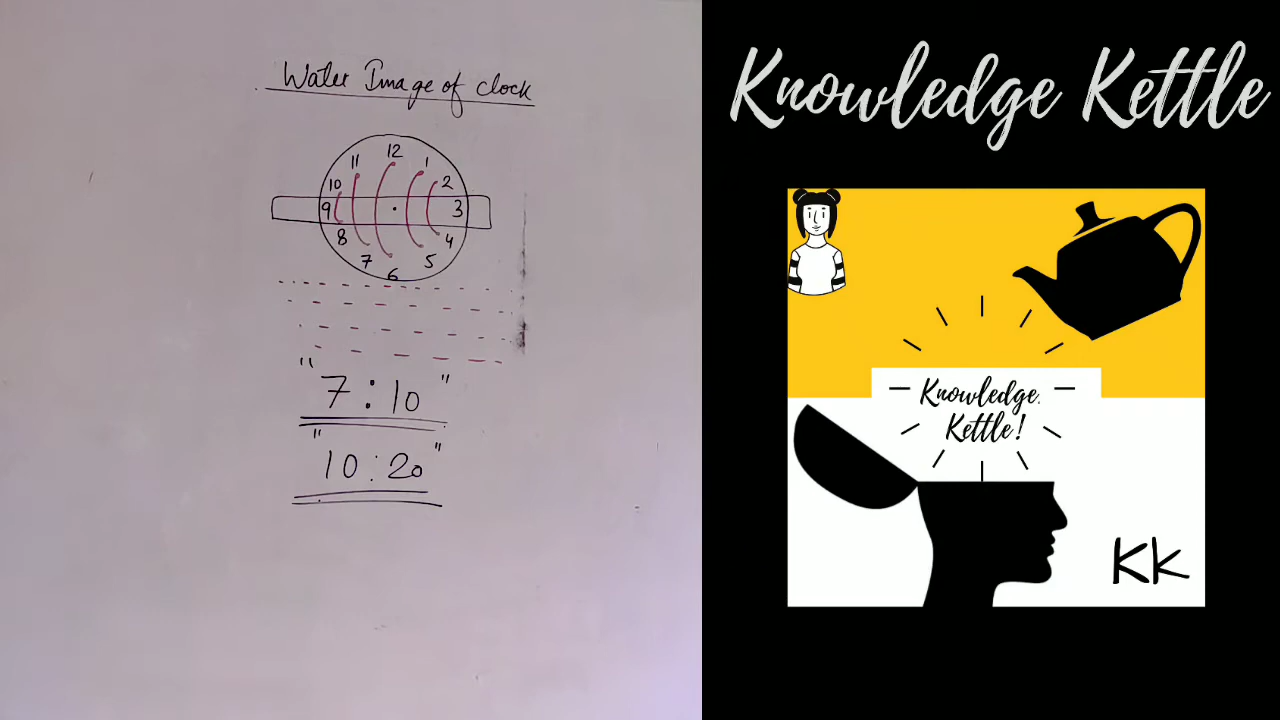 Water Image of clock
12
11 1
10 2
9 3
8 4
7 5
6
"7:10"
"10:20"
Knowledge Kettle
Knowledge.
Kettle!
KK